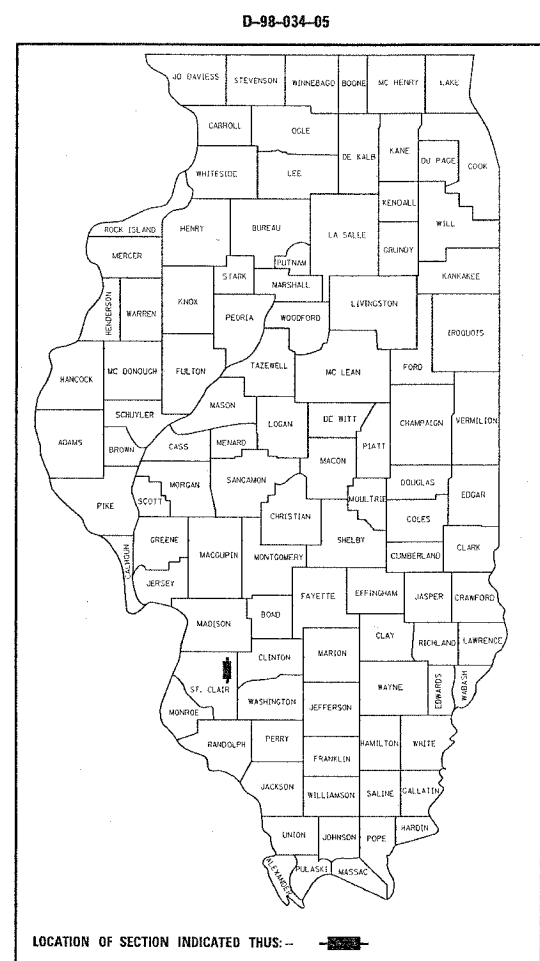 D-98-034-05
JO DAVIESS STEVENSON WINNEBAGO BOONE MC HENRY LAKE
CARROLL OGLE
DE KALB KANE DU PAGE COOK
WHITESIDE LEE
KENDALL
ROCK ISLAND HENRY BUREAU LA SALLE GRUNDY WILL
MERCER PUTNAM
STARK MARSHALL KANKAKEE
HENDERSON WARREN KNOX PEORIA WOODFORD LIVINGSTON
IROQUOIS
HANCOCK MC DONOUGH FULTON TAZEWELL MC LEAN FORD
SCHUYLER MASON
ADAMS BROWN CASS MENARD LOGAN DE WITT PIATT CHAMPAIGN VERMILION
MACON
PIKE SCOTT MORGAN SANGAMON MOULTRIE DOUGLAS EDGAR
CHRISTIAN COLES
CALHOUN GREENE MACOUPIN MONTGOMERY SHELBY CUMBERLAND CLARK
JERSEY
FAYETTE EFFINGHAM JASPER CRAWFORD
MADISON BOND
CLAY RICHLAND LAWRENCE
CLINTON MARION
ST. CLAIR WAYNE EDWARDS WABASH
MONROE WASHINGTON JEFFERSON
RANDOLPH PERRY HAMILTON WHITE
FRANKLIN
JACKSON WILLIAMSON SALINE GALLATIN
UNION JOHNSON POPE HARDIN
ALEXANDER PULASKI MASSAC
LOCATION OF SECTION INDICATED THUS: --